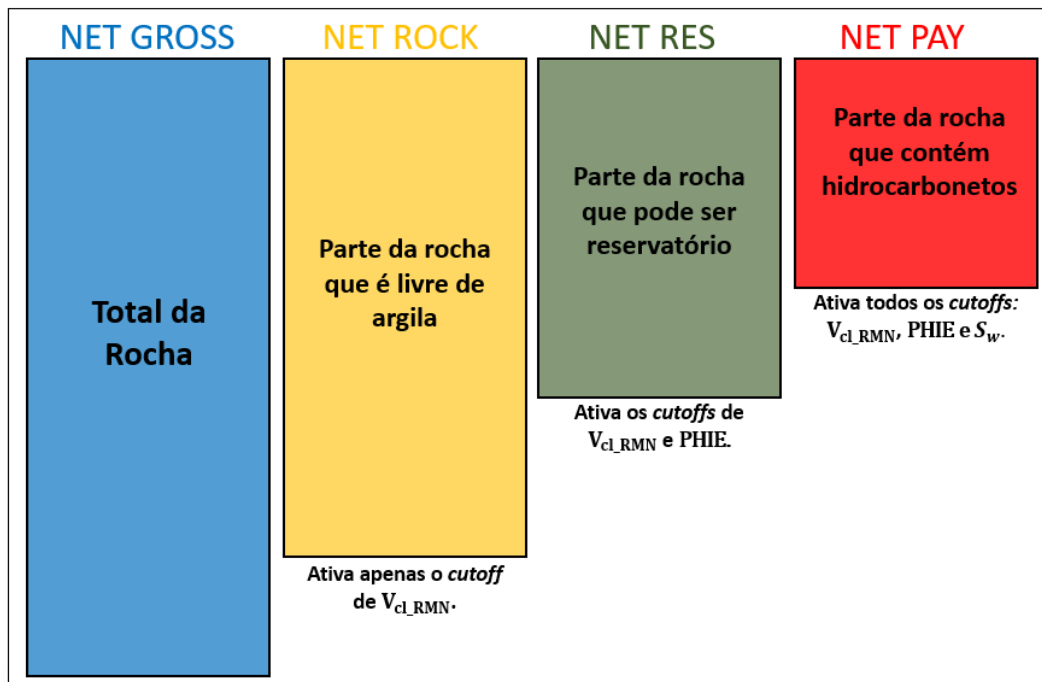 NET GROSS
Total da
Rocha
NET ROCK
Parte da rocha
que é livre de
argila
Ativa apenas o cutoff
de Vcl_RMN.
NET RES
Parte da rocha
que pode ser
reservatório
Ativa os cutoffs de
Vcl_RMN e PHIE.
NET PAY
Parte da rocha
que contém
hidrocarbonetos
Ativa todos os cutoffs:
Vcl_RMN, PHIE e Sw.